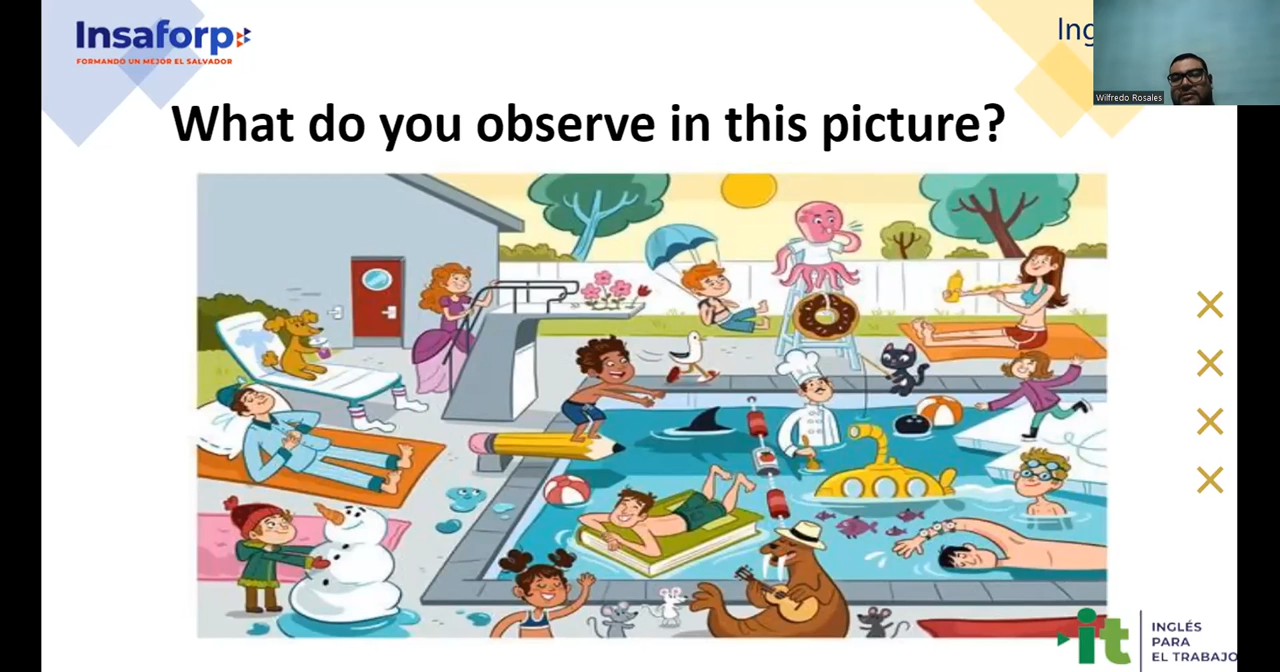 Insaforp
FORMANDO UN MEJOR EL SALVADOR
Ing
Wilfredo Rosales
What do you observe in this picture?
it
INGLÉS
PARA
EL TRABAJO